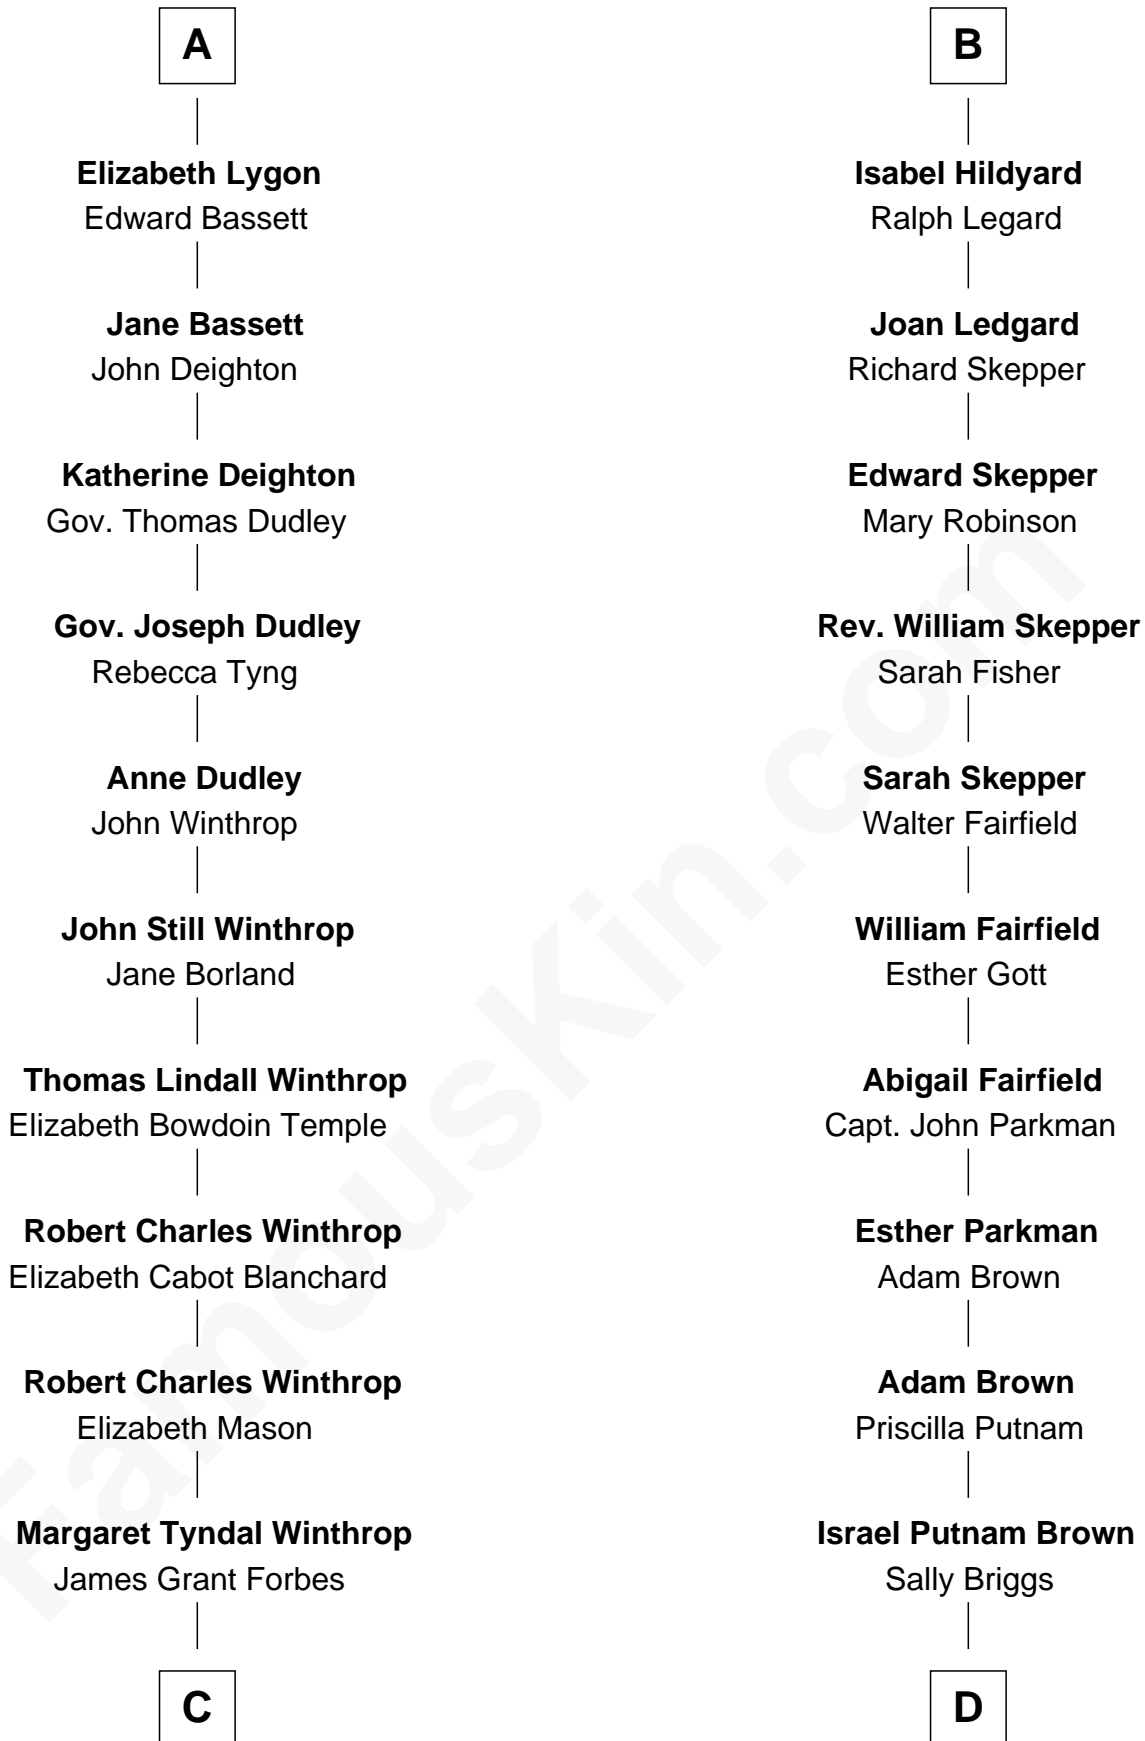 A
Elizabeth Lygon
Edward Bassett
Jane Bassett
John Deighton
Katherine Deighton
Gov. Thomas Dudley
Gov. Joseph Dudley
Rebecca Tyng
Anne Dudley
John Winthrop
John Still Winthrop
Jane Borland
Thomas Lindall Winthrop
Elizabeth Bowdoin Temple
Robert Charles Winthrop
Elizabeth Cabot Blanchard
Robert Charles Winthrop
Elizabeth Mason
Margaret Tyndal Winthrop
James Grant Forbes
C
B
Isabel Hildyard
Ralph Legard
Joan Ledgard
Richard Skepper
Edward Skepper
Mary Robinson
Rev. William Skepper
Sarah Fisher
Sarah Skepper
Walter Fairfield
William Fairfield
Esther Gott
Abigail Fairfield
Capt. John Parkman
Esther Parkman
Adam Brown
Adam Brown
Priscilla Putnam
Israel Putnam Brown
Sally Briggs
D
FamousKin.com